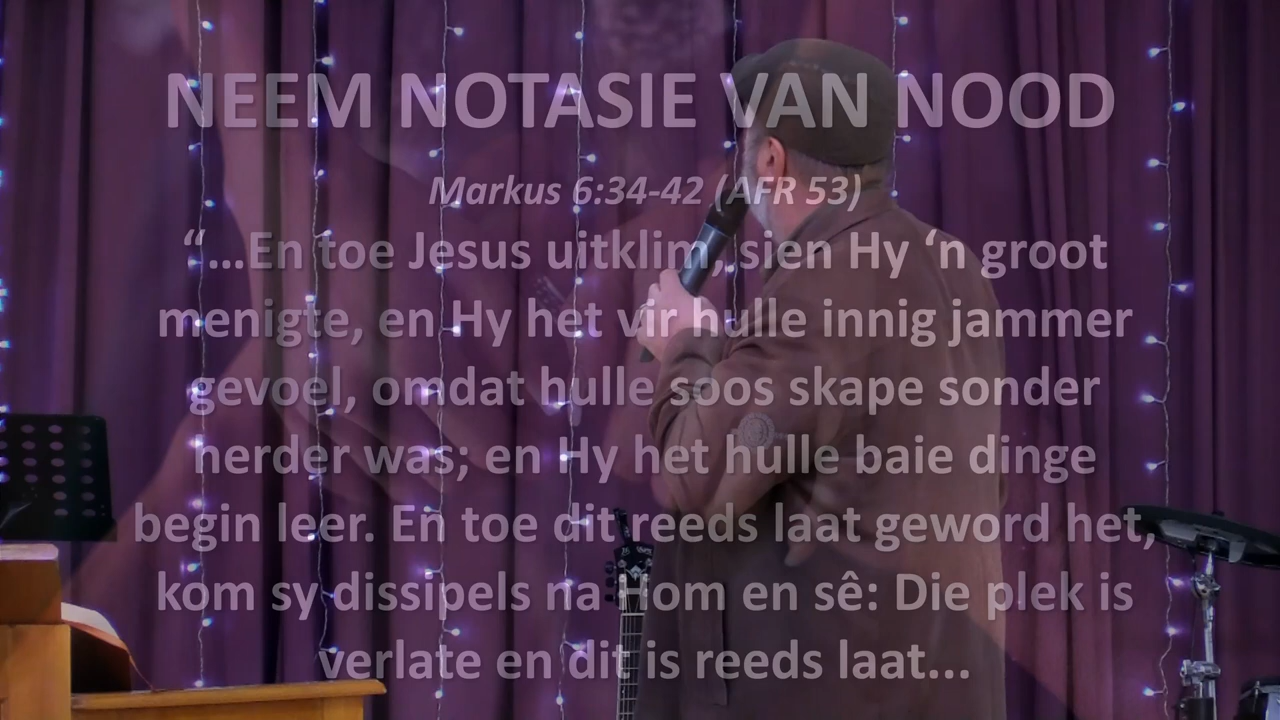 NEEM NOTASIE VAN NOOD
Markus 6:34-42 (AFR 53)
“…En toe Jesus uitklim, sien Hy ‘n groot
menigte, en Hy het vir hulle innig jammer
gevoel, omdat hulle soos skape sonder
herder was; en Hy het hulle baie dinge
begin leer. En toe dit reeds laat geword het,
kom sy dissipels na Hom en sê: Die plek is
verlate en dit is reeds laat...